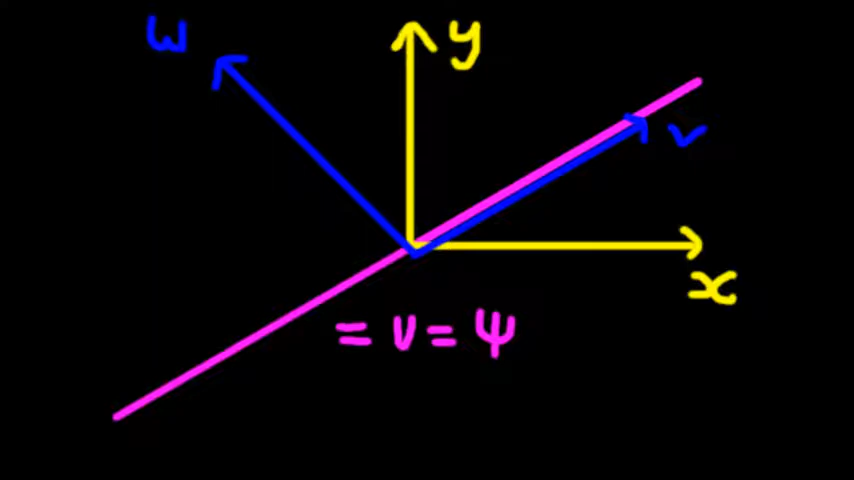 w
y
v
x
= v = ψ